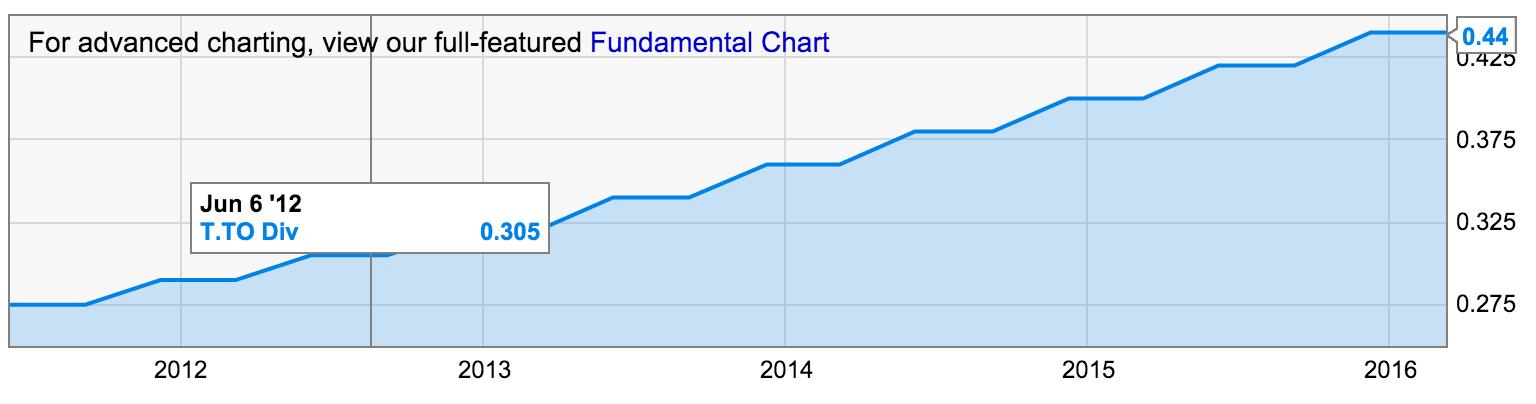 For advanced charting, view our full-featured Fundamental Chart
0.44
0.425
0.375
Jun 6 '12
T.TO Div 0.305
0.325
0.275
2012 2013 2014 2015 2016